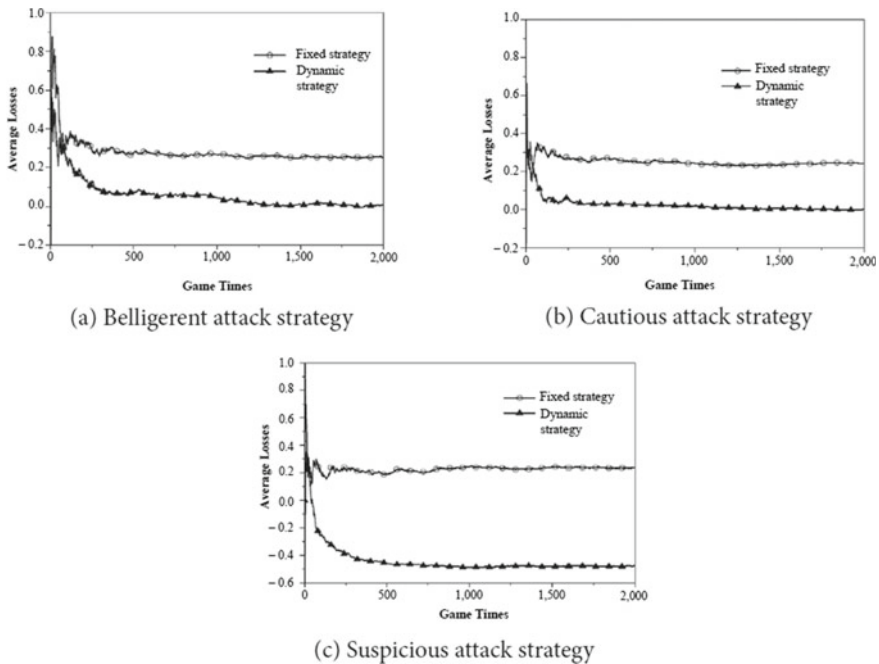 1.0
0.8
0.6
0.4
0.2
0.0
−0.2
Average Losses
Fixed strategy
Dynamic
strategy
0
500
1,000
1,500
2,000
Game Times
(a) Belligerent attack strategy
1.0
0.8
0.6
0.4
0.2
0.0
−0.2
Average Losses
Fixed strategy
Dynamic
strategy
0
500
1,000
1,500
2,000
Game Times
(b) Cautious attack strategy
1.0
0.8
0.6
0.4
0.2
0.0
−0.2
−0.4
−0.6
Average Losses
Fixed strategy
Dynamic
strategy
0
500
1,000
1,500
2,000
Game Times
(c) Suspicious attack strategy